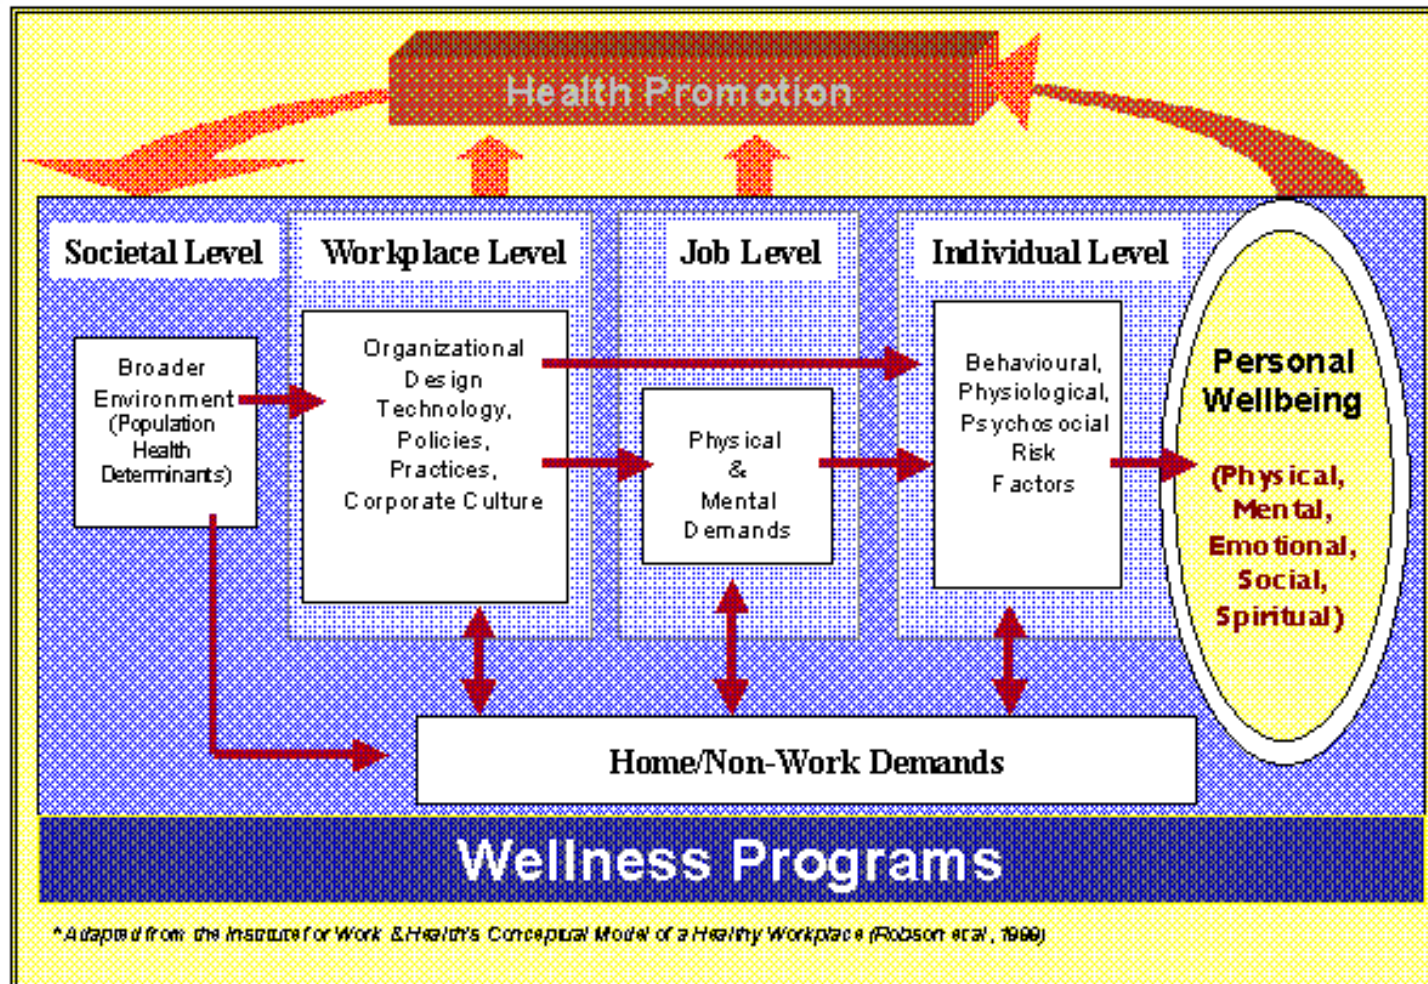 Health Promotion
Societal Level
Workplace Level
Job Level
Individual Level
Broader
Environment
(Population
Health
Determinants)
Organizational
Design
Technology,
Policies,
Practices,
Corporate Culture
Physical
&
Mental
Demands
Behavioural,
Physiological,
Psychosocial
Risk
Factors
Personal
Wellbeing
(Physical,
Mental,
Emotional,
Social,
Spiritual)
Home/Non-Work Demands
Wellness Programs
* Adapted from the Institute for Work & Health's Conceptual Model of a Healthy Workplace (Robson et al,